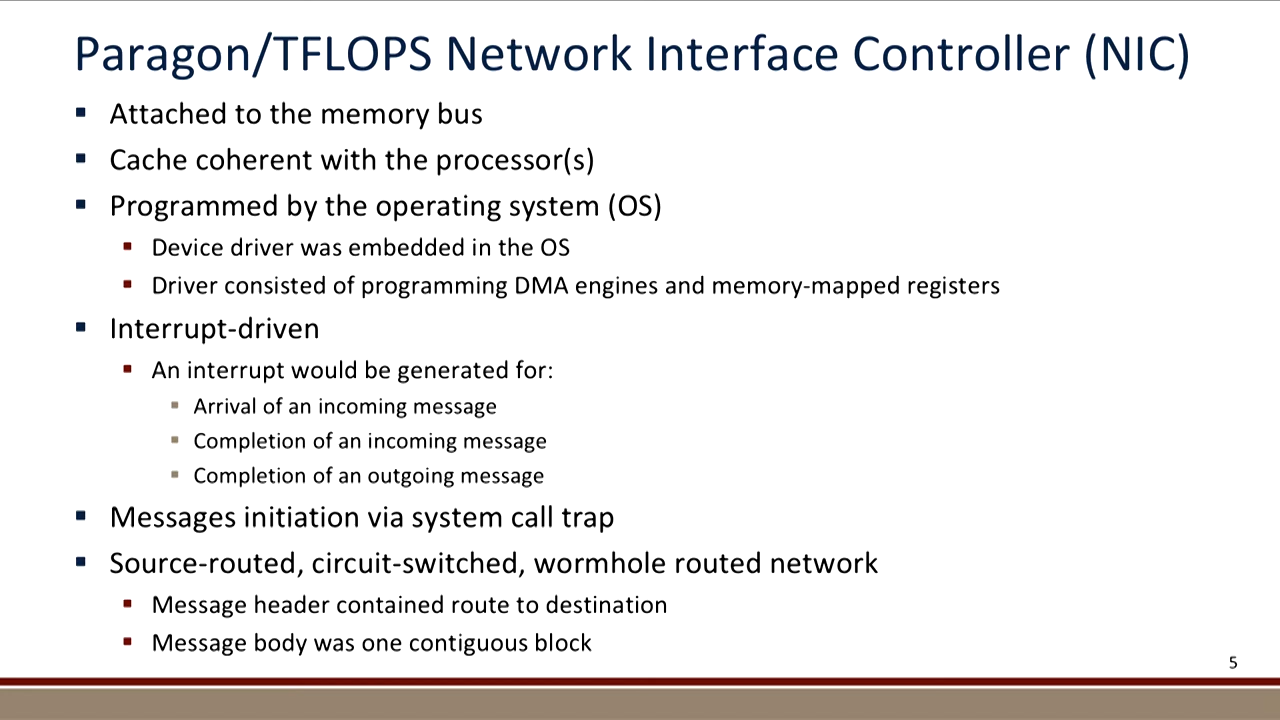 Paragon/TFLOPS Network Interface Controller (NIC)
▪ Attached to the memory bus
▪ Cache coherent with the processor(s)
▪ Programmed by the operating system (OS)
▪ Device driver was embedded in the OS
▪ Driver consisted of programming DMA engines and memory-mapped registers
▪ Interrupt-driven
▪ An interrupt would be generated for:
▪ Arrival of an incoming message
▪ Completion of an incoming message
▪ Completion of an outgoing message
▪ Messages initiation via system call trap
▪ Source-routed, circuit-switched, wormhole routed network
▪ Message header contained route to destination
▪ Message body was one contiguous block
5